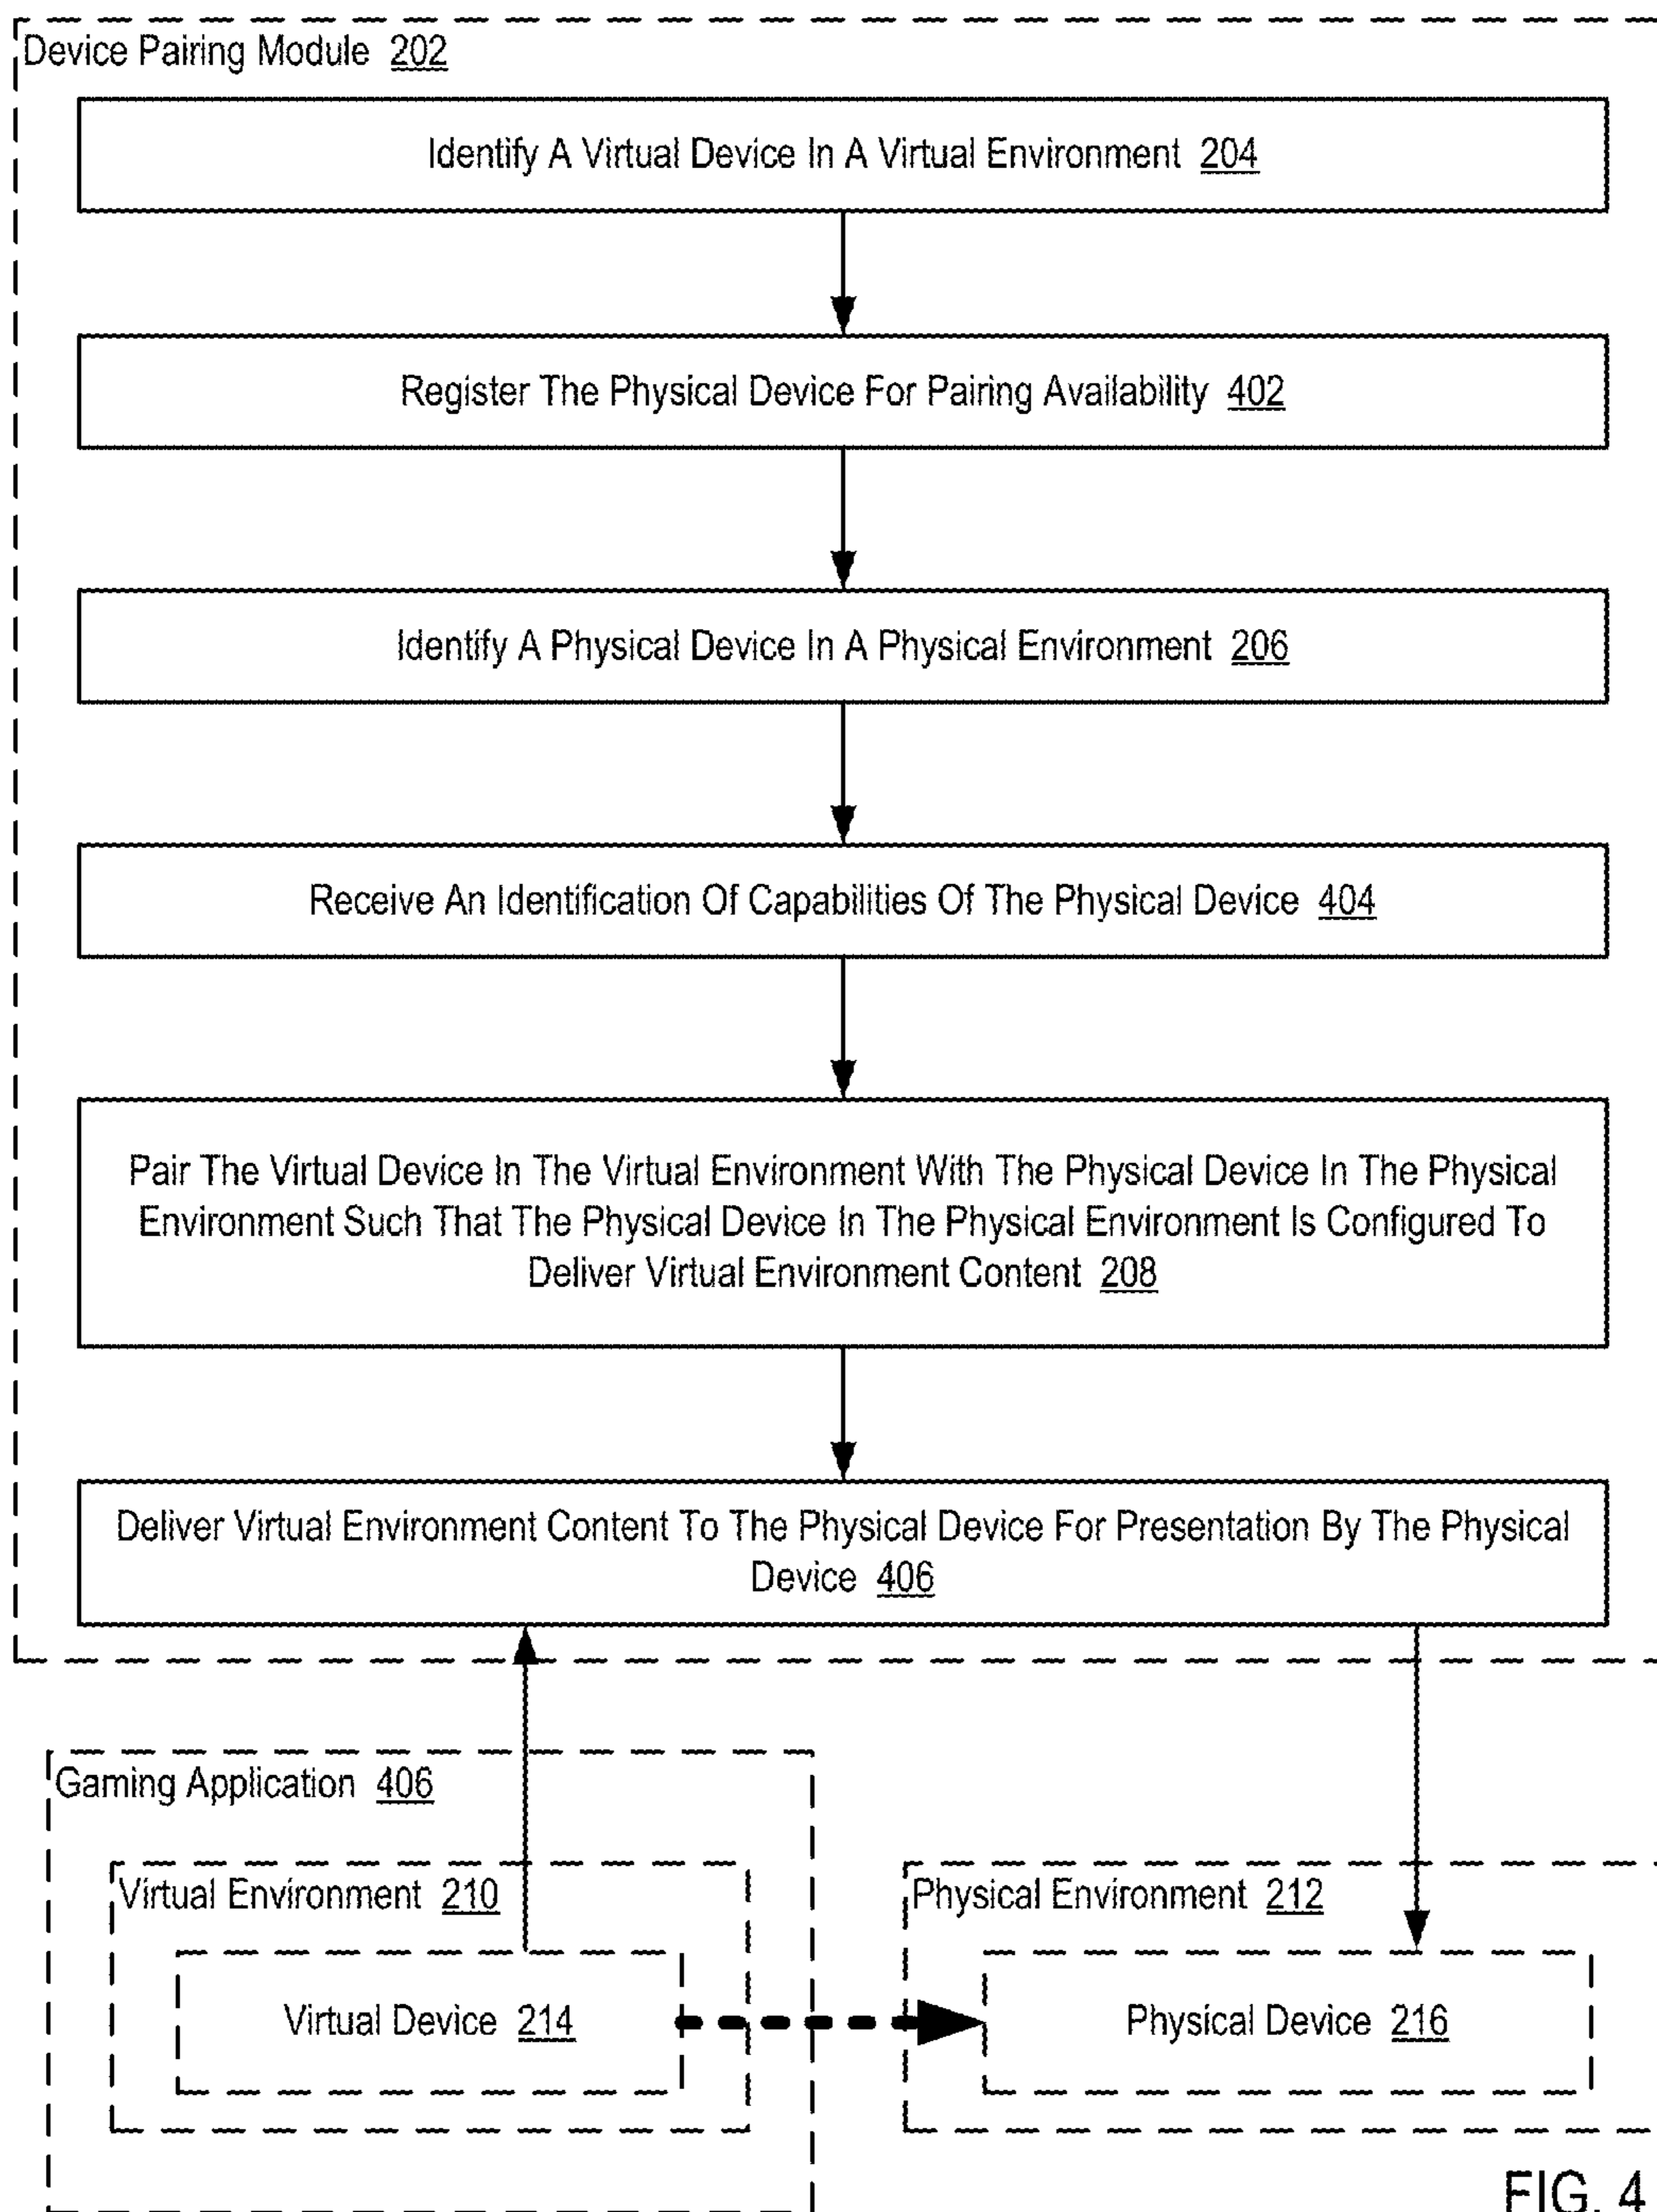 Device Pairing Module 202
Identify A Virtual Device In A Virtual Environment 204
Register The Physical Device For Pairing Availability 402
Identify A Physical Device In A Physical Environment 206
Receive An Identification Of Capabilities Of The Physical Device 404
Pair The Virtual Device In The Virtual Environment With The Physical Device In The Physical
Environment Such That The Physical Device In The Physical Environment Is Configured To
Deliver Virtual Environment Content 208
Deliver Virtual Environment Content To The Physical Device For Presentation By The Physical
Device 406
Gaming Application 406
Virtual Environment 210
Physical Environment 212
Virtual Device 214
Physical Device 216
FIG. 4